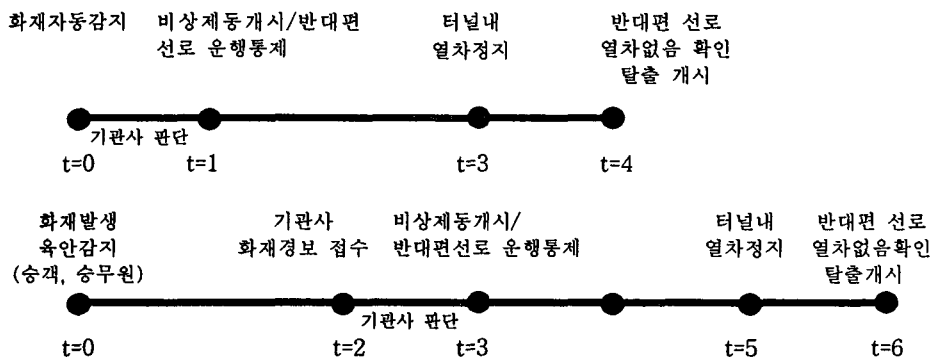 화재자동감지 비상제동개시/반대편 터널내 반대편 선로
선로 운행통제 열차정지 열차없음 확인
탈출 개시
기관사 판단
t=0 t=1 t=3 t=4
화재발생 기관사 비상제동개시/ 터널내 반대편 선로
육안감지 화재경보 접수 반대편선로 운행통제 열차정지 열차없음확인
(승객, 승무원) 탈출개시
기관사 판단
t=0 t=2 t=3 t=5 t=6